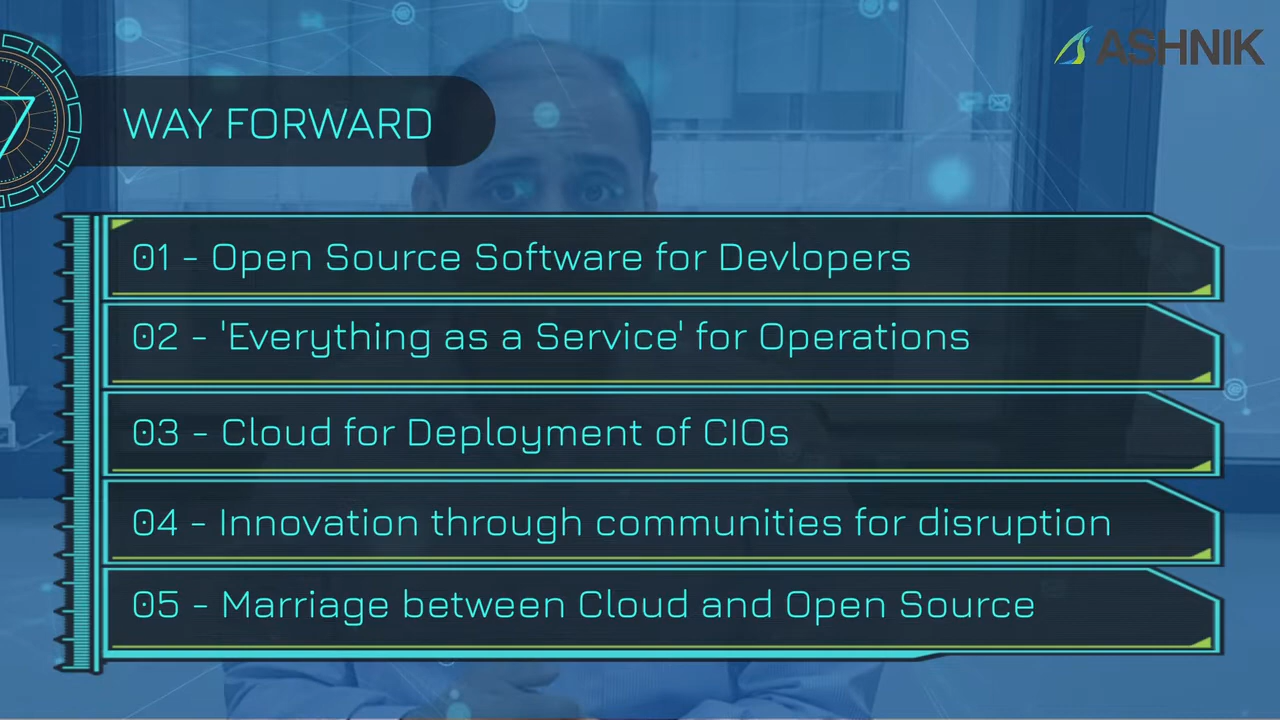 ASHNIK
WAY FORWARD
01 - Open Source Software for Devlopers
02 - 'Everything as a Service' for Operations
03 - Cloud for Deployment of CIOs
04 - Innovation through communities for disruption
05 - Marriage between Cloud and Open Source